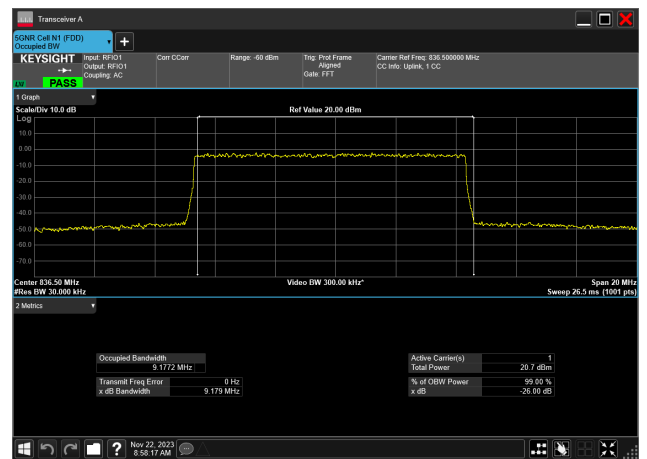 Transceiver A
5GNR Cell N1 (FDD)
Occupied BW
KEYSIGHT Input: RFIO1 Corr CCorr Range: -60 dBm Trig: Prot Frame Carrier Ref Freq: 836.500000 MHz
Output: RFIO1 Aligned CC Info: Uplink, 1 CC
Coupling: AC Gate: FFT
PASS
1 Graph
Scale/Div 10.0 dB Ref Value 20.00 dBm
Log
10.0
0.00
-10.0
-20.0
-30.0
-40.0
-50.0
-60.0
-70.0
Center 836.50 MHz Video BW 300.00 kHz* Span 20 MHz
#Res BW 30.000 kHz Sweep 26.5 ms (1001 pts)
2 Metrics
Occupied Bandwidth Active Carrier(s) 1
9.1772 MHz Total Power 20.7 dBm
Transmit Freq Error 0 Hz % of OBW Power 99.00 %
x dB Bandwidth 9.179 MHz x dB -26.00 dB
Nov 22, 2023
8:58:17 AM